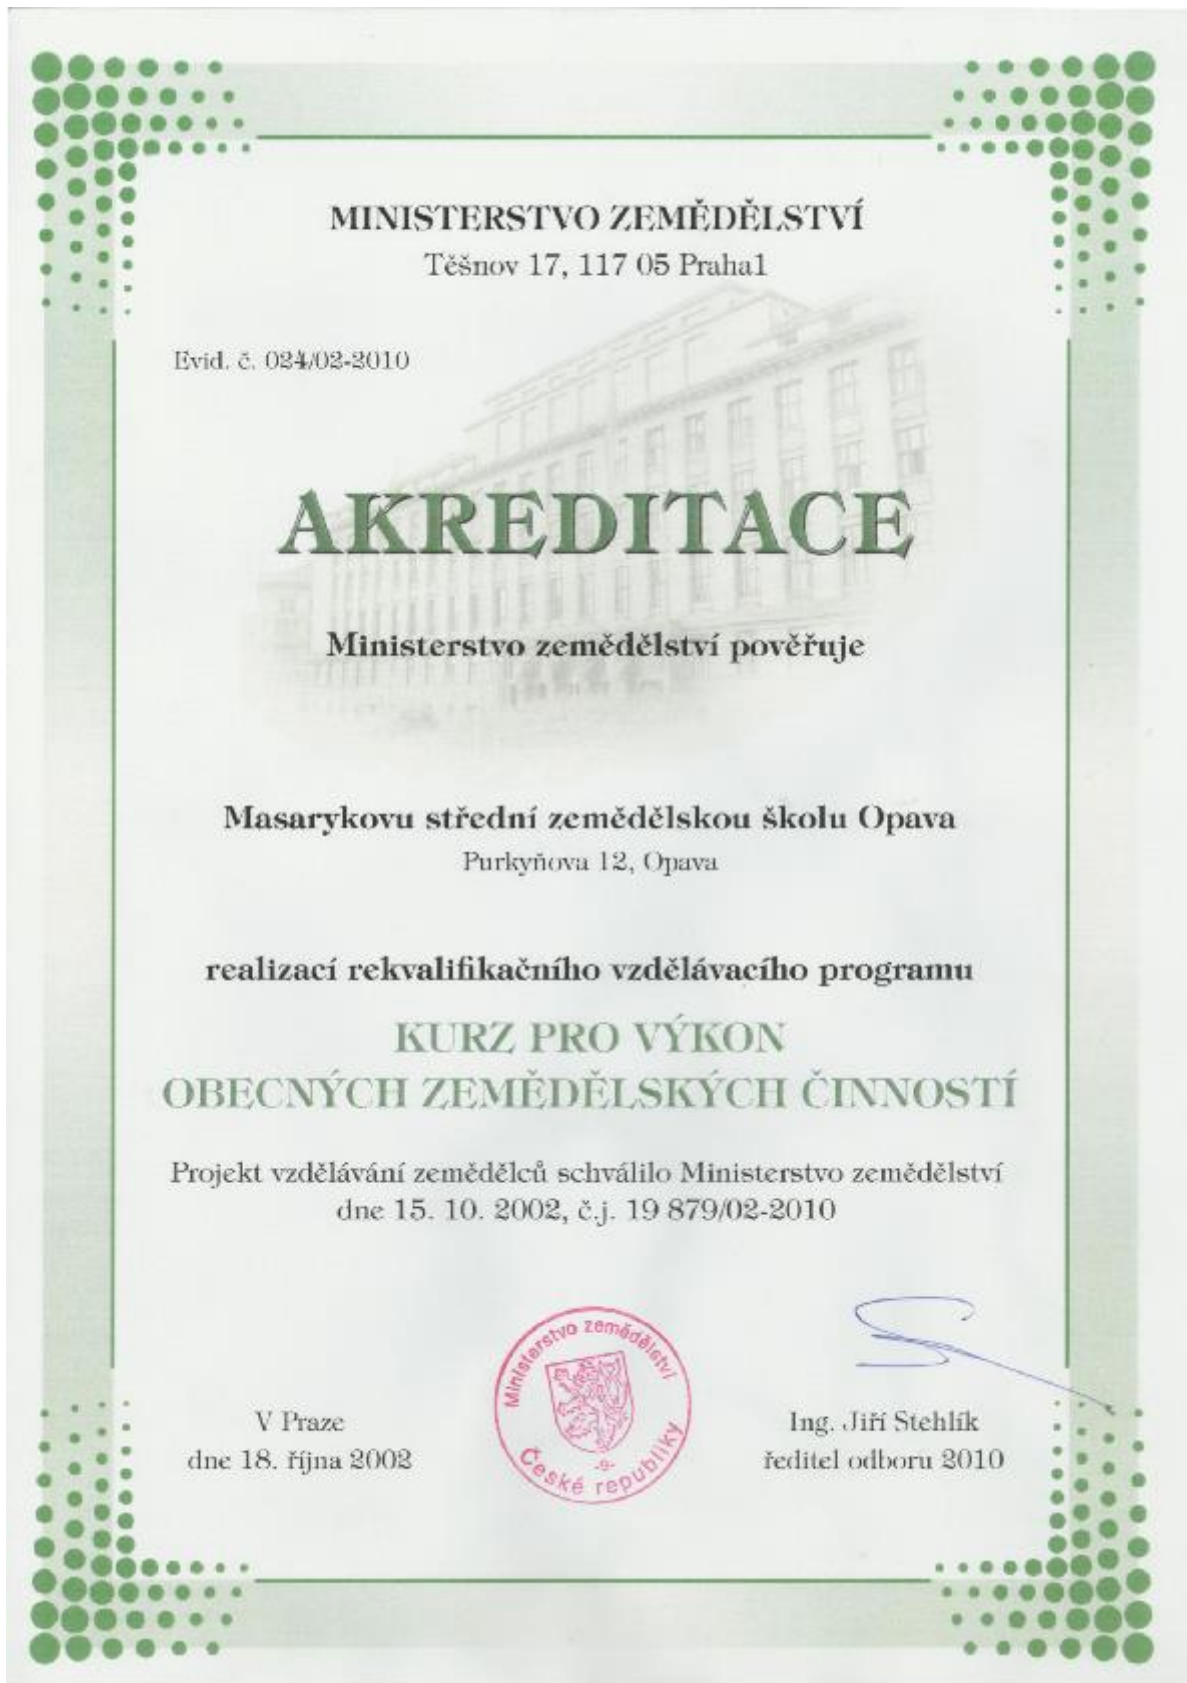 MINISTERSTVO ZEMĚDĚLSTVÍ
Těšnov 17, 117 05 Praha1
Evid. č. 024/02-2010
AKREDITACE
Ministerstvo zemědělství pověřuje
Masarykovu střední zemědělskou školu Opava
Purkyňova 12, Opava
realizací rekvalifikačního vzdělávacího programu
KURZ PRO VÝKON
OBECNÝCH ZEMĚDĚLSKÝCH ČINNOSTÍ
Projekt vzdělávání zemědělců schválilo Ministerstvo zemědělství
dne 15. 10. 2002, č.j. 19 879/02-2010
Ministerstvo zemědělství
České republiky
-9-
V Praze
dne 18. října 2002
Ing. Jiří Stehlík
ředitel odboru 2010